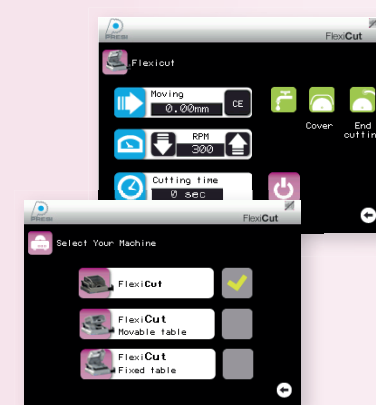 PRESI
FlexiCut
Flexicut
Moving
0.00mm
CE
RPM
300
Cutting time
0 sec
Cover
End
cutting
PRESI
FlexiCut
Select Your Machine
FlexiCut
FlexiCut
Movable table
FlexiCut
Fixed table